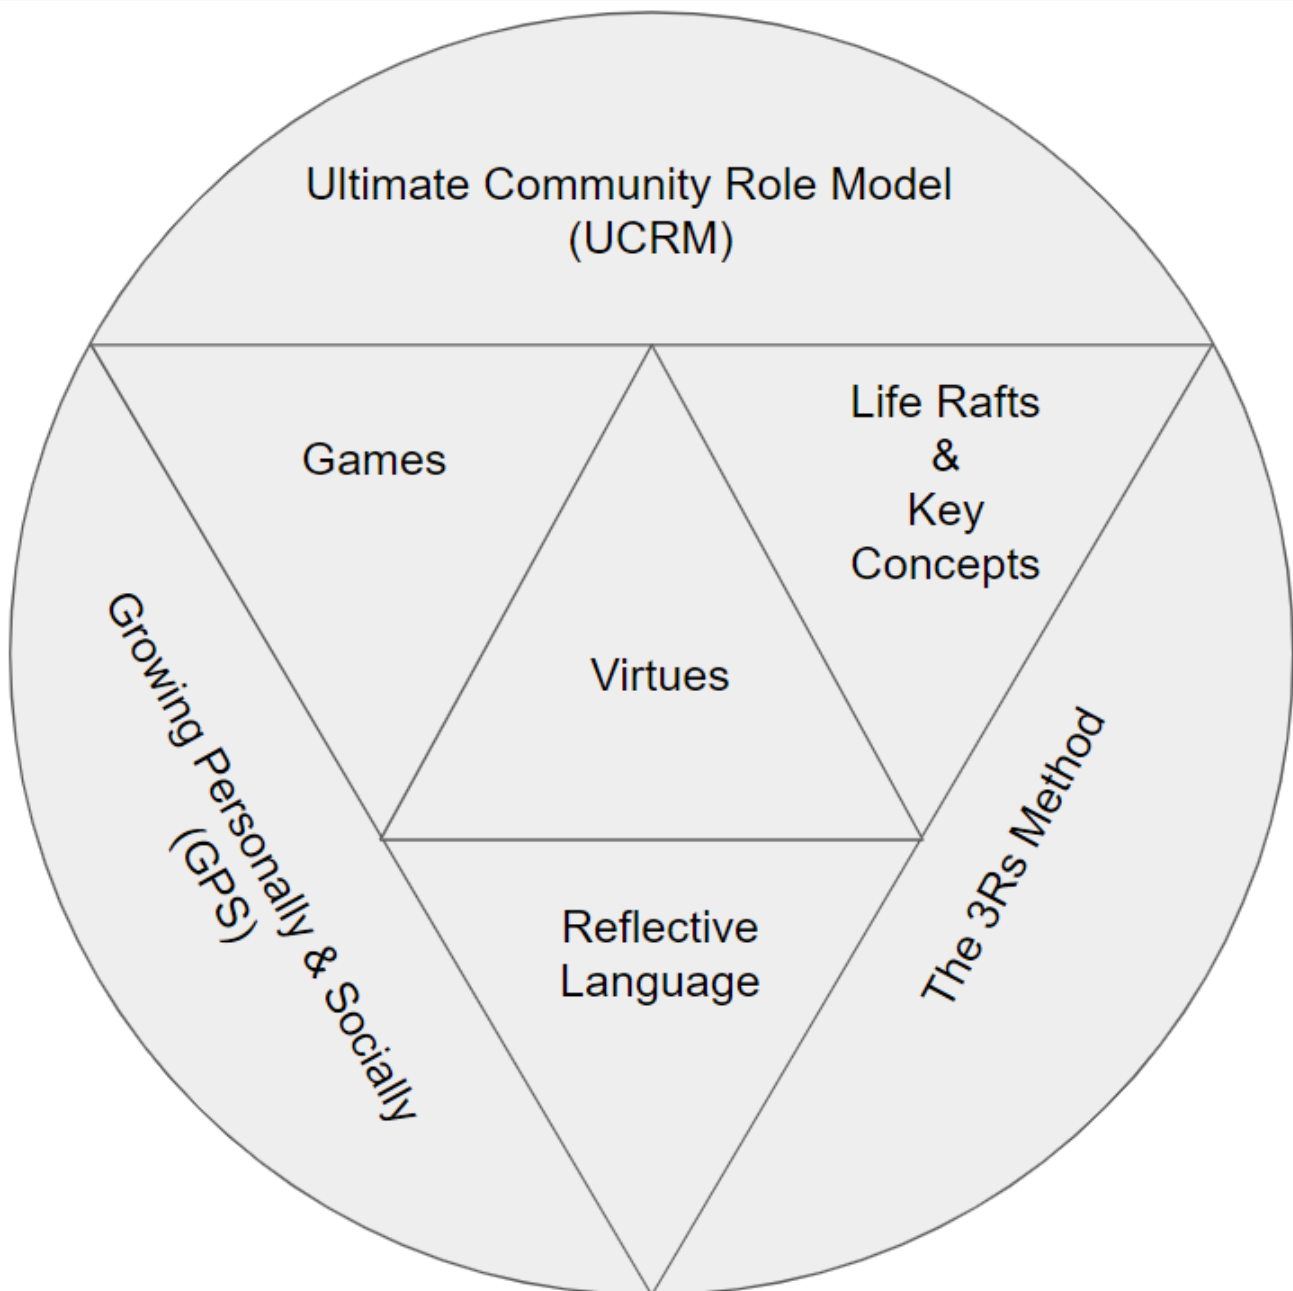 Ultimate Community Role Model
(UCRM)
Games
Life Rafts
&
Key
Concepts
Virtues
Growing Personally & Socially
(GPS)
The 3Rs Method
Reflective
Language